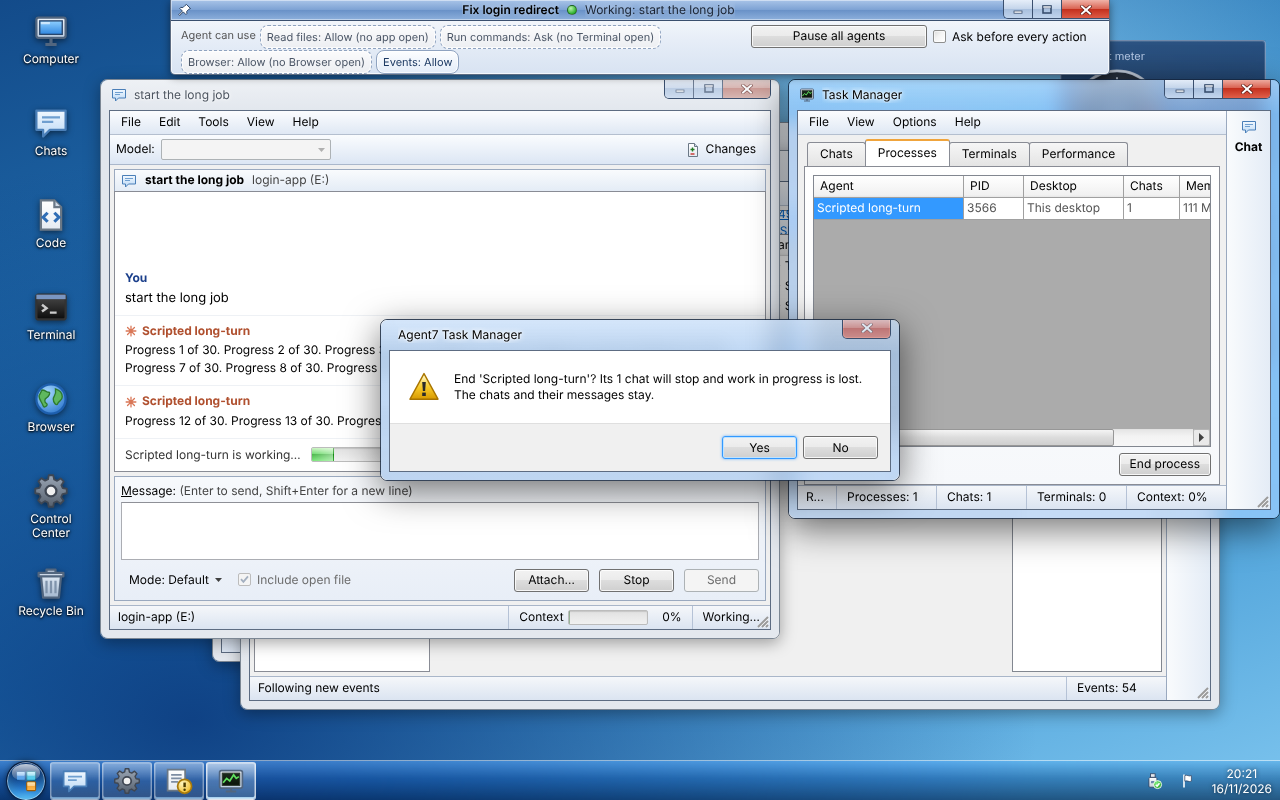 Fix login redirect Working: start the long job
Agent can use Read files: Allow (no app open) Run commands: Ask (no Terminal open)
Browser: Allow (no Browser open) Events: Allow
Pause all agents Ask before every action
meter
Computer
Chats
Code
Terminal
Browser
Control
Center
Recycle Bin
start the long job
File Edit Tools View Help
Model: Changes
start the long job login-app (E:)
You
start the long job
Scripted long-turn
Progress 1 of 30. Progress 2 of 30. Progress
Progress 7 of 30. Progress 8 of 30. Progress
Scripted long-turn
Progress 12 of 30. Progress 13 of 30. Progress
Scripted long-turn is working...
Message: (Enter to send, Shift+Enter for a new line)
Mode: Default Include open file Attach... Stop Send
login-app (E:) Context 0% Working...
Following new events Events: 54
Task Manager
File View Options Help
Chats Processes Terminals Performance
Agent PID Desktop Chats Mem
Scripted long-turn 3566 This desktop 1 111 M
End process
R... Processes: 1 Chats: 1 Terminals: 0 Context: 0%
Chat
Agent7 Task Manager
End 'Scripted long-turn'? Its 1 chat will stop and work in progress is lost.
The chats and their messages stay.
Yes No
20:21
16/11/2026